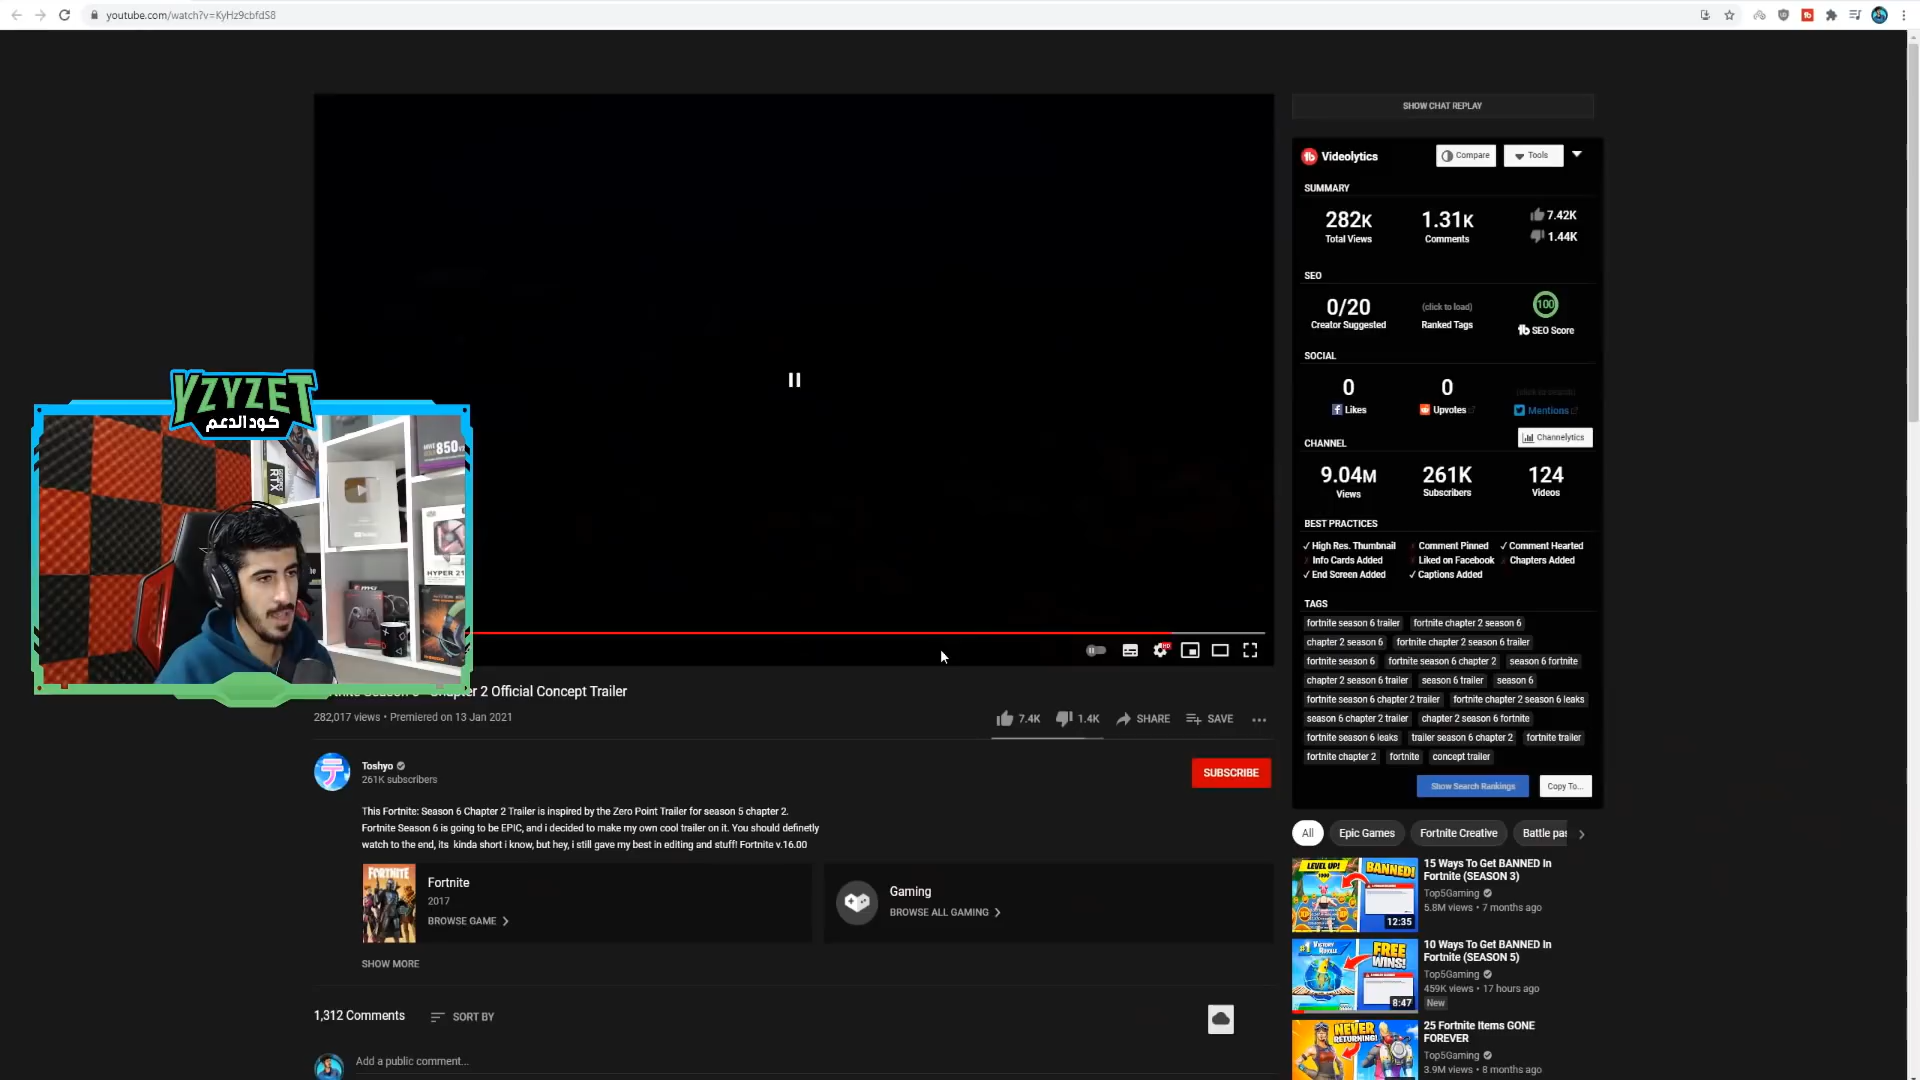 youtube.com/watch?v=KyHz9cbfdS8
SHOW CHAT REPLAY
Videolytics
Compare
Tools
SUMMARY
282K
Total Views
1.31K
Comments
7.42K
1.44K
SEO
0/20
Creator Suggested
(click to load)
Ranked Tags
100
SEO Score
SOCIAL
0
Likes
0
Upvotes
Mentions
CHANNEL
Channelytics
9.04M
Views
261K
Subscribers
124
Videos
BEST PRACTICES
High Res. Thumbnail
Comment Pinned
Comment Hearted
Info Cards Added
Liked on Facebook
Chapters Added
End Screen Added
Captions Added
TAGS
fortnite season 6 trailer
fortnite chapter 2 season 6
chapter 2 season 6
fortnite chapter 2 season 6 trailer
fortnite season 6
fortnite season 6 chapter 2
season 6 fortnite
chapter 2 season 6 trailer
season 6 trailer
season 6
fortnite season 6 chapter 2 trailer
fortnite chapter 2 season 6 leaks
season 6 chapter 2 trailer
chapter 2 season 6 fortnite
fortnite season 6 leaks
trailer season 6 chapter 2
fortnite trailer
fortnite chapter 2
fortnite
concept trailer
Show Search Rankings
Copy To...
YZYZET
كود الدعم
850
RTX
HYPER 21
msi
HD
2 Official Concept Trailer
282,017 views • Premiered on 13 Jan 2021
7.4K
1.4K
SHARE
SAVE
Toshyo
261K subscribers
SUBSCRIBE
This Fortnite: Season 6 Chapter 2 Trailer is inspired by the Zero Point Trailer for season 5 chapter 2.
Fortnite Season 6 is going to be EPIC, and i decided to make my own cool trailer on it. You should definetly
watch to the end, its kinda short i know, but hey, i still gave my best in editing and stuff! Fortnite v.16.00
FORTNITE
Fortnite
2017
BROWSE GAME
Gaming
BROWSE ALL GAMING
SHOW MORE
1,312 Comments
SORT BY
Add a public comment...
All
Epic Games
Fortnite Creative
Battle pas
LEVEL UP!
BANNED!
12:35
15 Ways To Get BANNED In
Fortnite (SEASON 3)
Top5Gaming
5.8M views • 7 months ago
#1 VICTORY ROYALE
FREE
WINS!
8:47
10 Ways To Get BANNED In
Fortnite (SEASON 5)
Top5Gaming
459K views • 17 hours ago
New
NEVER
RETURNING!
25 Fortnite Items GONE
FOREVER
Top5Gaming
3.9M views • 8 months ago